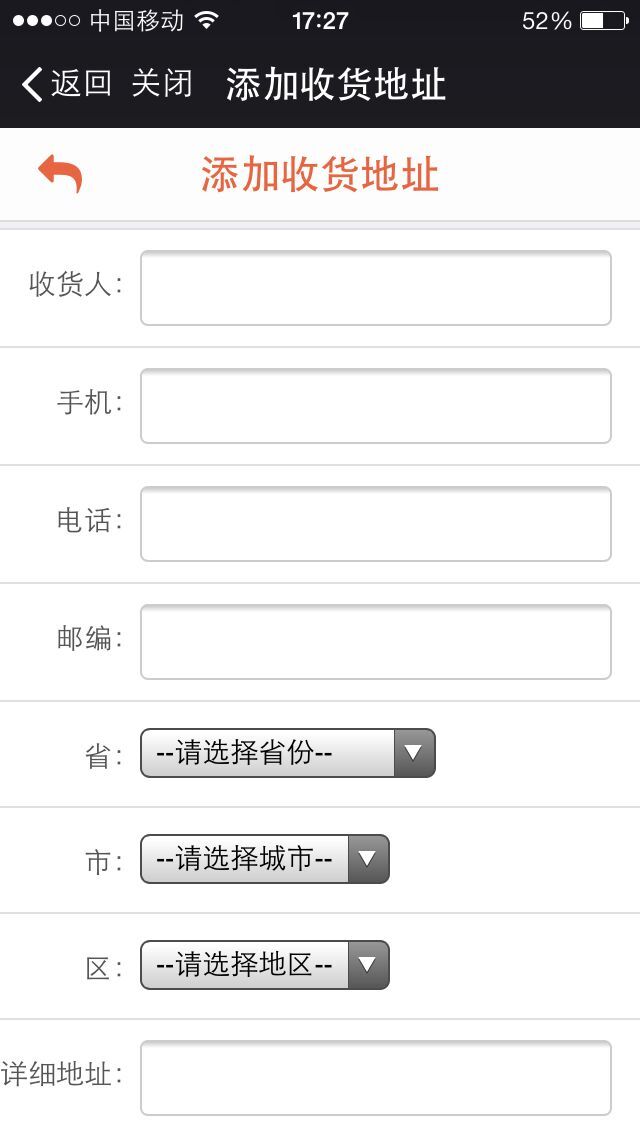 中国移动 17:27 52%
返回 关闭 添加收货地址
添加收货地址
收货人：
手机：
电话：
邮编：
省： --请选择省份--
市： --请选择城市--
区： --请选择地区--
详细地址：